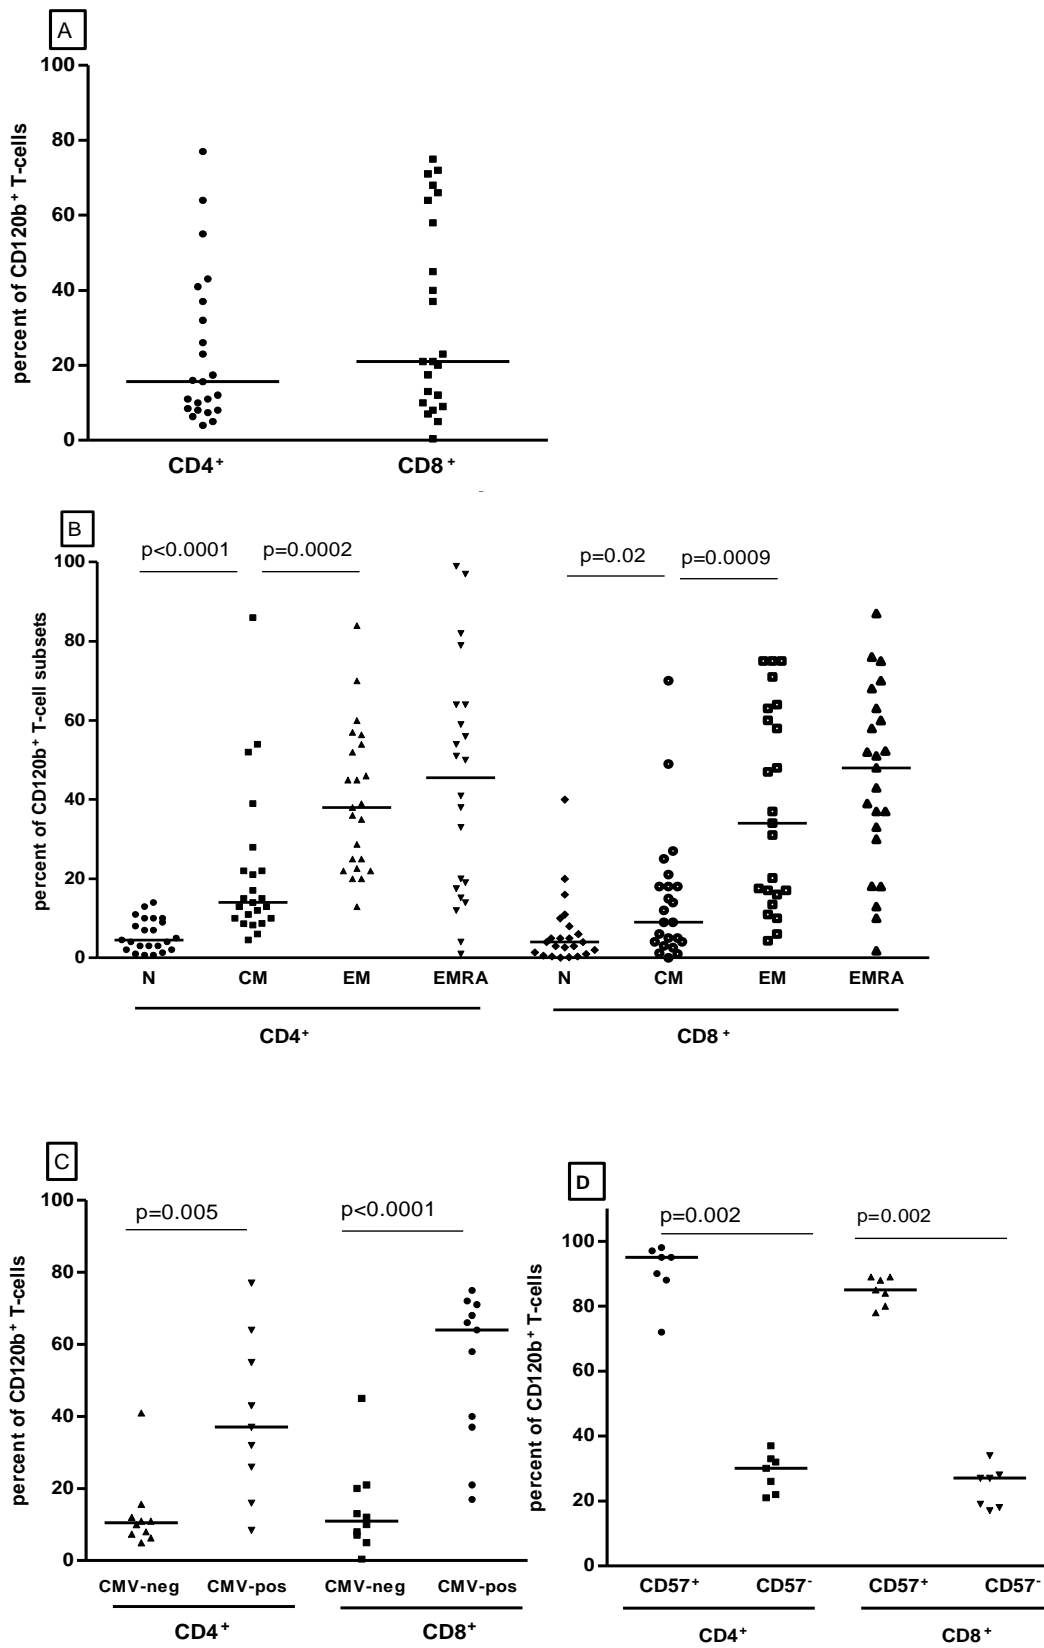 A
100
80
60
40
20
0
percent of CD120b+ T-cells
CD4+ CD8+
B
p<0.0001 p=0.0002 p=0.02 p=0.0009
100
80
60
40
20
0
percent of CD120b+ T-cell subsets
N CM EM EMRA N CM EM EMRA
CD4+ CD8+
C
p=0.005 p<0.0001
100
80
60
40
20
0
percent of CD120b+ T-cells
CMV-neg CMV-pos CMV-neg CMV-pos
CD4+ CD8+
D
p=0.002 p=0.002
100
80
60
40
20
0
percent of CD120b+ T-cells
CD57+ CD57- CD57+ CD57-
CD4+ CD8+